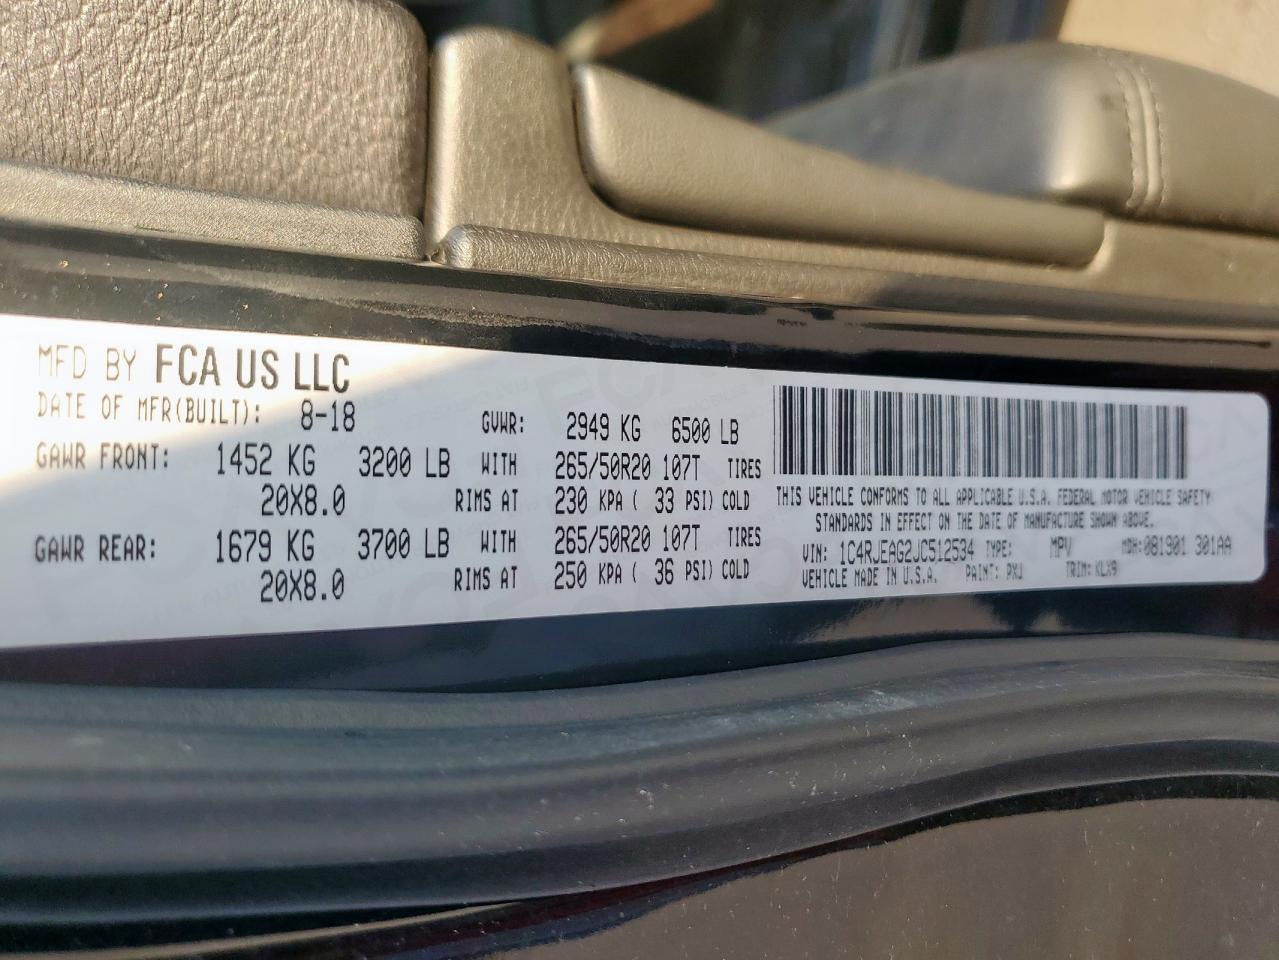 MFD BY FCA US LLC
DATE OF MFR(BUILT): 8-18 GVWR: 2949 KG 6500 LB
GAWR FRONT: 1452 KG 3200 LB WITH 265/50R20 107T TIRES
20X8.0 RIMS AT 230 KPA ( 33 PSI) COLD
GAWR REAR: 1679 KG 3700 LB WITH 265/50R20 107T TIRES
20X8.0 RIMS AT 250 KPA ( 36 PSI) COLD
THIS VEHICLE CONFORMS TO ALL APPLICABLE U.S.A. FEDERAL MOTOR VEHICLE SAFETY
STANDARDS IN EFFECT ON THE DATE OF MANUFACTURE SHOWN ABOVE.
VIN: 1C4RJEAG2JC512534 TYPE: MPV MDH: 081901 301AA
VEHICLE MADE IN U.S.A. PAINT: PXJ TRIM: KLX9